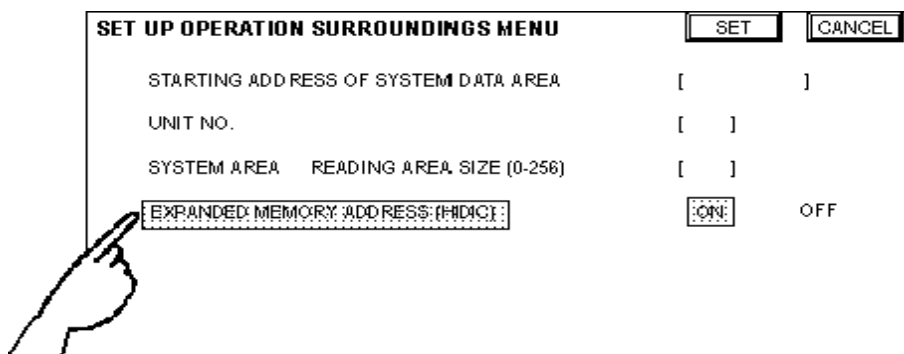 SET UP OPERATION SURROUNDINGS MENU SET CANCEL
STARTING ADDRESS OF SYSTEM DATA AREA [ ]
UNIT NO. [ ]
SYSTEM AREA READING AREA SIZE (0-256) [ ]
EXPANDED MEMORY ADDRESS (HIDIC) ON OFF